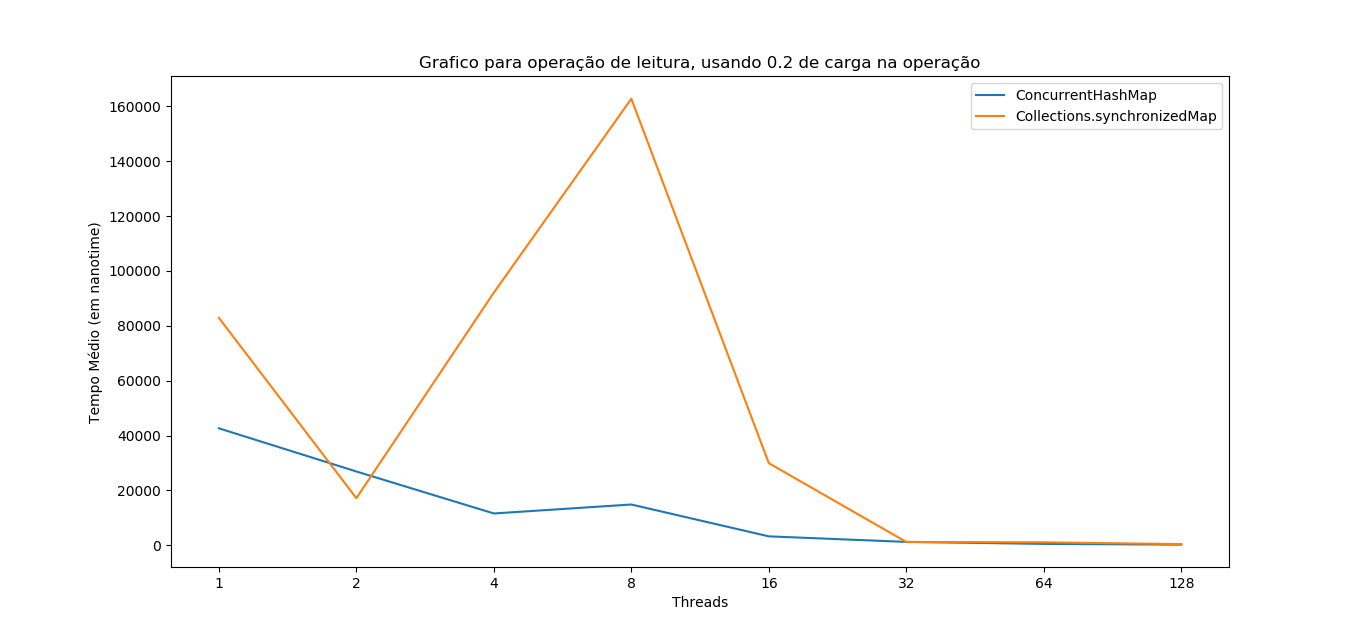 Grafico para operação de leitura, usando 0.2 de carga na operação
ConcurrentHashMap
Collections.synchronizedMap
Tempo Médio (em nanotime)
160000
140000
120000
100000
80000
60000
40000
20000
0
1 2 4 8 16 32 64 128
Threads